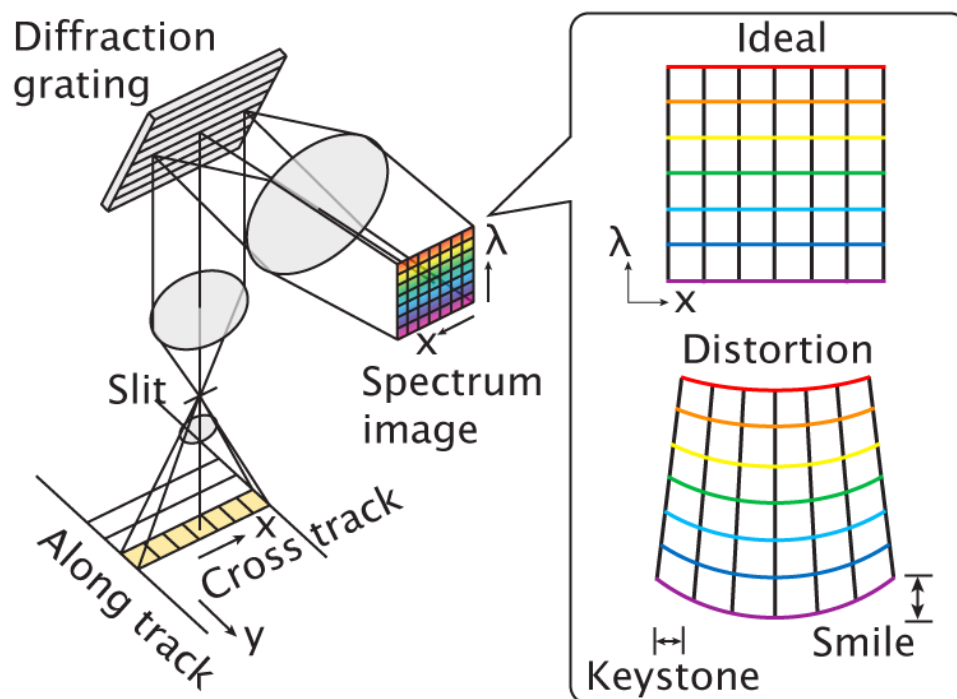 Diffraction
grating
Slit
Along track
y
x
Cross track
λ
x
Spectrum
image
Ideal
λ
x
Distortion
Keystone
Smile